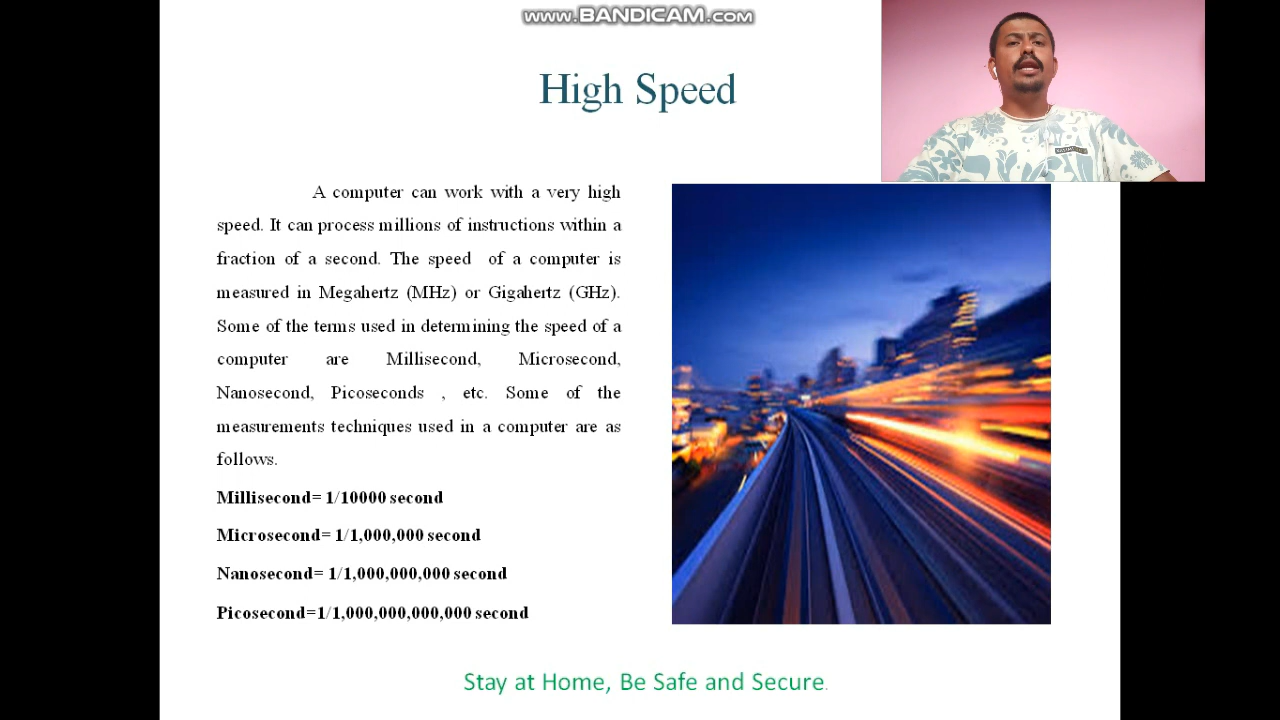 www.BANDICAM.com
High Speed
A computer can work with a very high
speed. It can process millions of instructions within a
fraction of a second. The speed of a computer is
measured in Megahertz (MHz) or Gigahertz (GHz).
Some of the terms used in determining the speed of a
computer are Millisecond, Microsecond,
Nanosecond, Picoseconds , etc. Some of the
measurements techniques used in a computer are as
follows.
Millisecond= 1/10000 second
Microsecond= 1/1,000,000 second
Nanosecond= 1/1,000,000,000 second
Picosecond=1/1,000,000,000,000 second
Stay at Home, Be Safe and Secure.